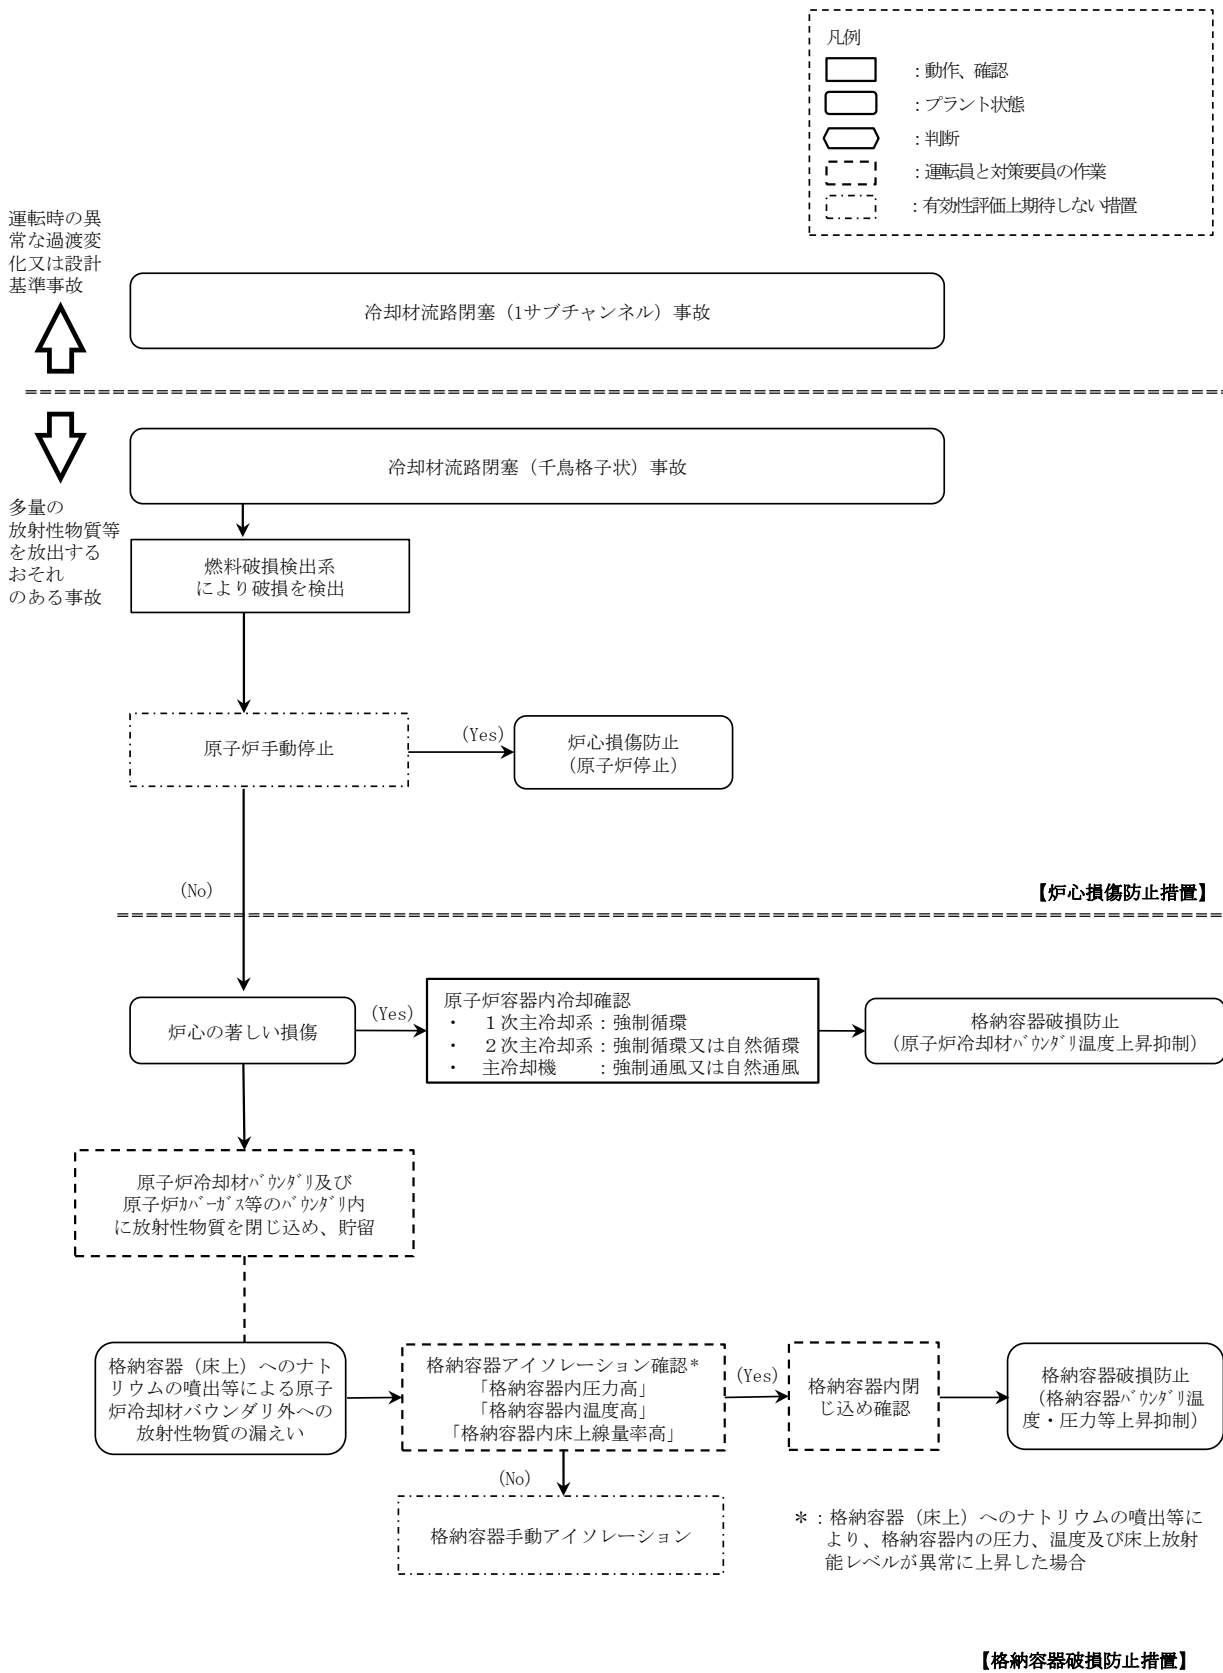 凡例
：動作、確認
：プラント状態
：判断
：運転員と対策要員の作業
：有効性評価上期待しない措置
運転時の異
常な過渡変
化又は設計
基準事故
冷却材流路閉塞（1サブチャンネル）事故
冷却材流路閉塞（千鳥格子状）事故
多量の
放射性物質等
を放出する
おそれ
のある事故
燃料破損検出系
により破損を検出
原子炉手動停止
(Yes)
炉心損傷防止
（原子炉停止）
(No)
【炉心損傷防止措置】
炉心の著しい損傷
(Yes)
原子炉容器内冷却確認
・ １次主冷却系：強制循環
・ ２次主冷却系：強制循環又は自然循環
・ 主冷却機 ：強制通風又は自然通風
格納容器破損防止
（原子炉冷却材ﾊﾞｳﾝﾀﾞﾘ温度上昇抑制）
原子炉冷却材ﾊﾞｳﾝﾀﾞﾘ及び
原子炉ｶﾊﾞｰｶﾞｽ等のﾊﾞｳﾝﾀﾞﾘ内
に放射性物質を閉じ込め、貯留
格納容器（床上）へのナト
リウムの噴出等による原子
炉冷却材バウンダリ外への
放射性物質の漏えい
格納容器アイソレーション確認*
「格納容器内圧力高」
「格納容器内温度高」
「格納容器内床上線量率高」
(Yes)
格納容器内閉
じ込め確認
格納容器破損防止
（格納容器ﾊﾞｳﾝﾀﾞﾘ温
度・圧力等上昇抑制）
(No)
格納容器手動アイソレーション
＊：格納容器（床上）へのナトリウムの噴出等に
より、格納容器内の圧力、温度及び床上放射
能レベルが異常に上昇した場合
【格納容器破損防止措置】